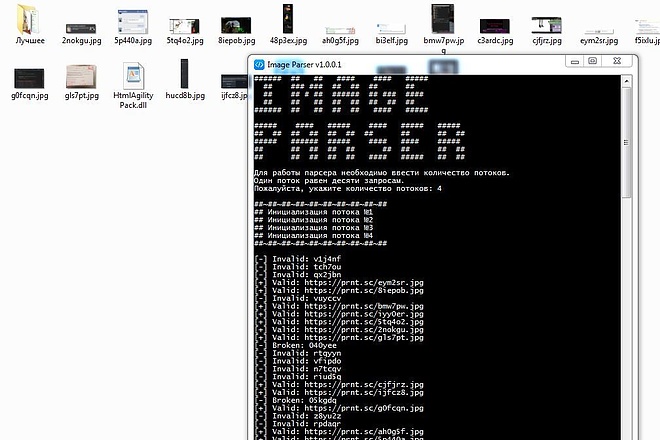 Лучшее 2nokgu.jpg 5p440a.jpg 5tq4o2.jpg 8iepob.jpg 48p3ex.jpg ah0g5f.jpg bi3elf.jpg bmw7pw.jpg c3ardc.jpg cjfjrz.jpg eym2sr.jpg
g0fcqn.jpg gls7pt.jpg HtmlAgilityPack.dll hucd8b.jpg ijfcz8.jp
Image Parser v1.0.0.1
IMAGE
PARSER
Для работы парсера необходимо ввести количество потоков.
Один поток равен десяти запросам.
Пожалуйста, укажите количество потоков: 4
##~##~##~##~##~##~##~##~##~##
## Инициализация потока №1
## Инициализация потока №2
## Инициализация потока №3
## Инициализация потока №4
##~##~##~##~##~##~##~##~##~##
[-] Invalid: v1j4nf
[-] Invalid: tch7ou
[-] Invalid: qx2jbn
[+] Valid: https://prnt.sc/eym2sr.jpg
[+] Valid: https://prnt.sc/8iepob.jpg
[-] Invalid: vuyccv
[+] Valid: https://prnt.sc/bmw7pw.jpg
[+] Valid: https://prnt.sc/iyy0er.jpg
[+] Valid: https://prnt.sc/5tq4o2.jpg
[+] Valid: https://prnt.sc/2nokgu.jpg
[+] Valid: https://prnt.sc/gls7pt.jpg
[-] Broken: 040yee
[-] Invalid: rtqyyn
[-] Invalid: vfipdo
[-] Invalid: n7tcqv
[-] Invalid: riud5q
[+] Valid: https://prnt.sc/cjfjrz.jpg
[+] Valid: https://prnt.sc/ijfcz8.jpg
[-] Broken: 05kgdq
[+] Valid: https://prnt.sc/g0fcqn.jpg
[-] Invalid: z8yu2z
[-] Invalid: rpdaqr
[+] Valid: https://prnt.sc/ah0g5f.jpg
[+] Valid: https://prnt.sc/5p440a.jpg